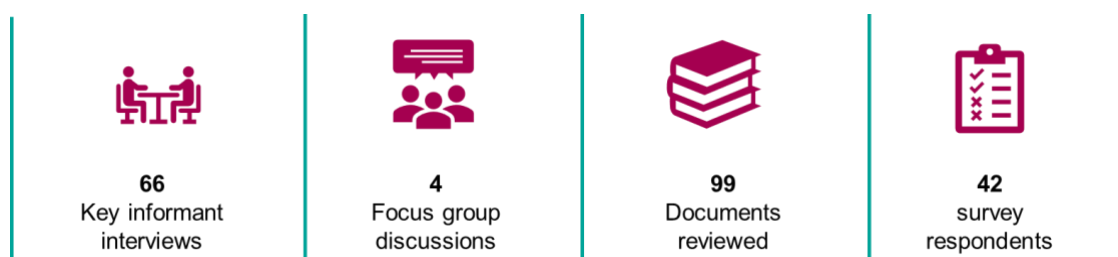 66
Key informant
interviews
4
Focus group
discussions
99
Documents
reviewed
42
survey
respondents